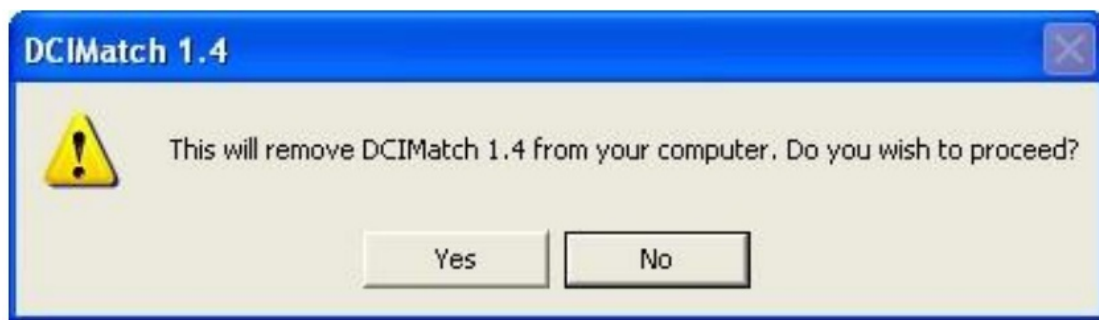 DCIMatch 1.4
This will remove DCIMatch 1.4 from your computer. Do you wish to proceed?
Yes
No